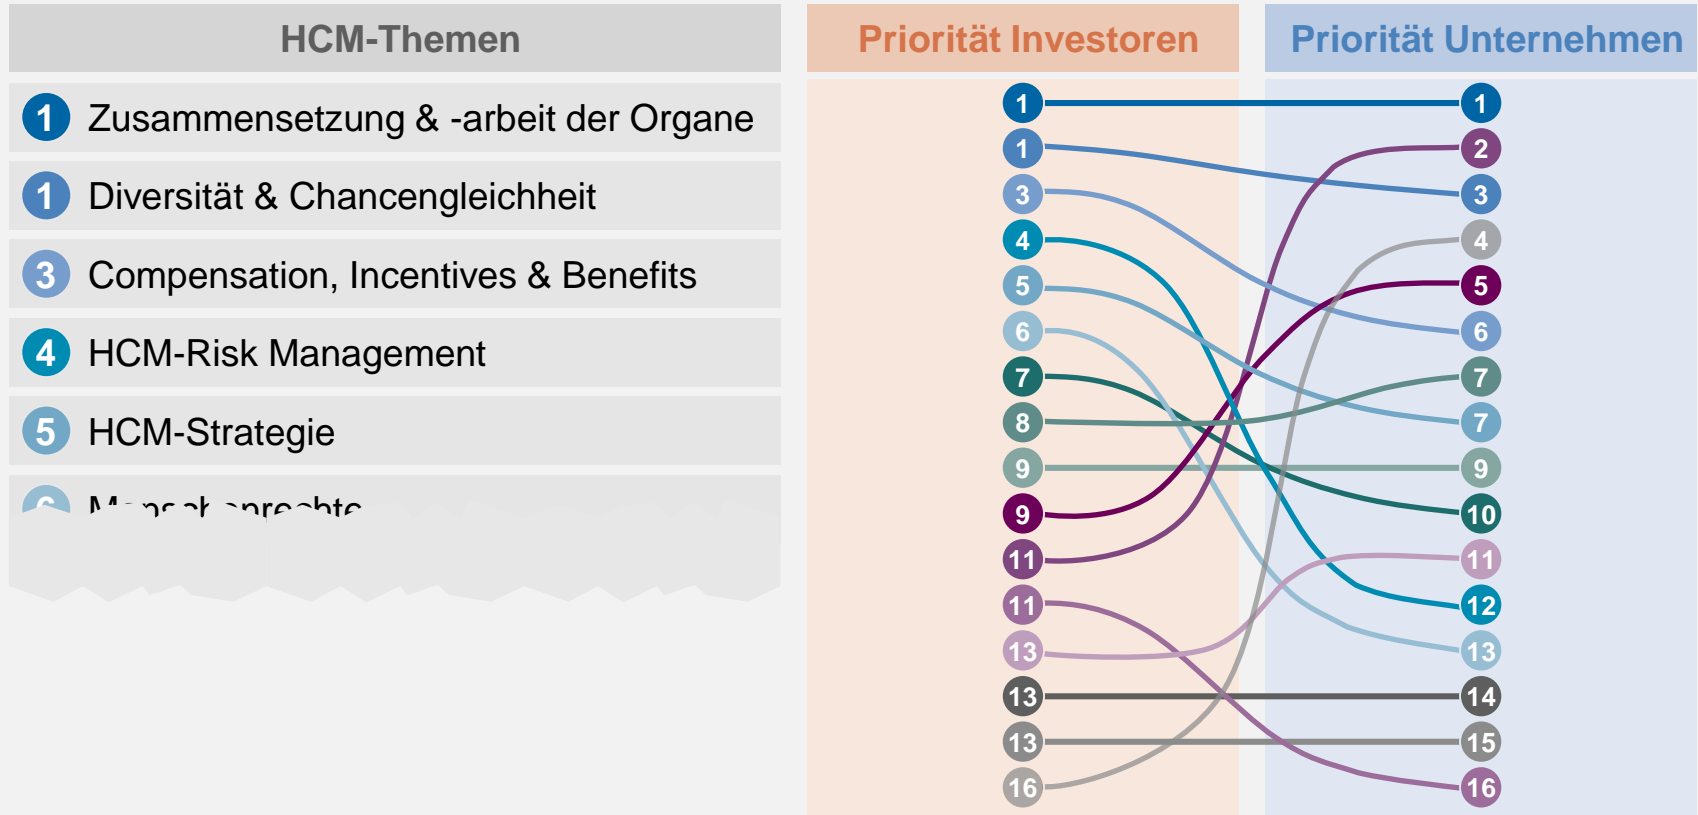 HCM-Themen
Priorität Investoren
Priorität Unternehmen
1 Zusammensetzung & -arbeit der Organe
1 Diversität & Chancengleichheit
3 Compensation, Incentives & Benefits
4 HCM-Risk Management
5 HCM-Strategie
6 Menschenrechte
1 1
1 2
3 3
4 4
5 5
6 6
7 7
8 7
9 9
9 10
11 11
11 12
13 13
13 14
13 15
16 16